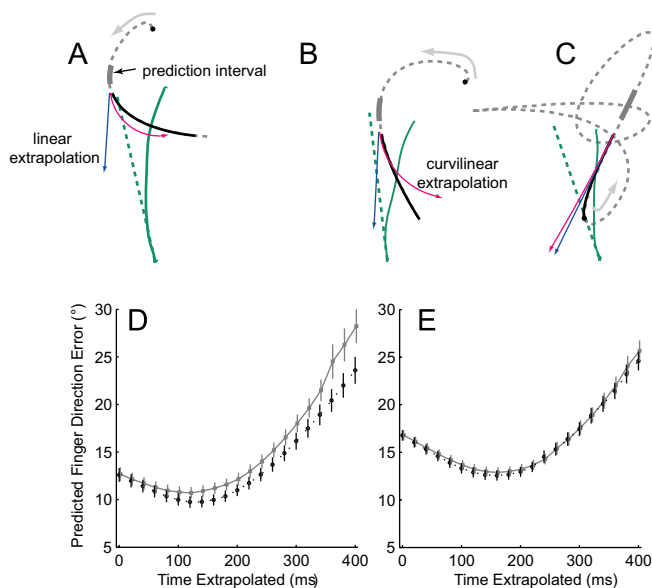 A
B
C
prediction interval
linear
extrapolation
curvilinear
extrapolation
Predicted Finger Direction Error (°)
30
25
20
15
10
5
D
0 100 200 300 400
Time Extrapolated (ms)
30
25
20
15
10
5
E
0 100 200 300 400
Time Extrapolated (ms)